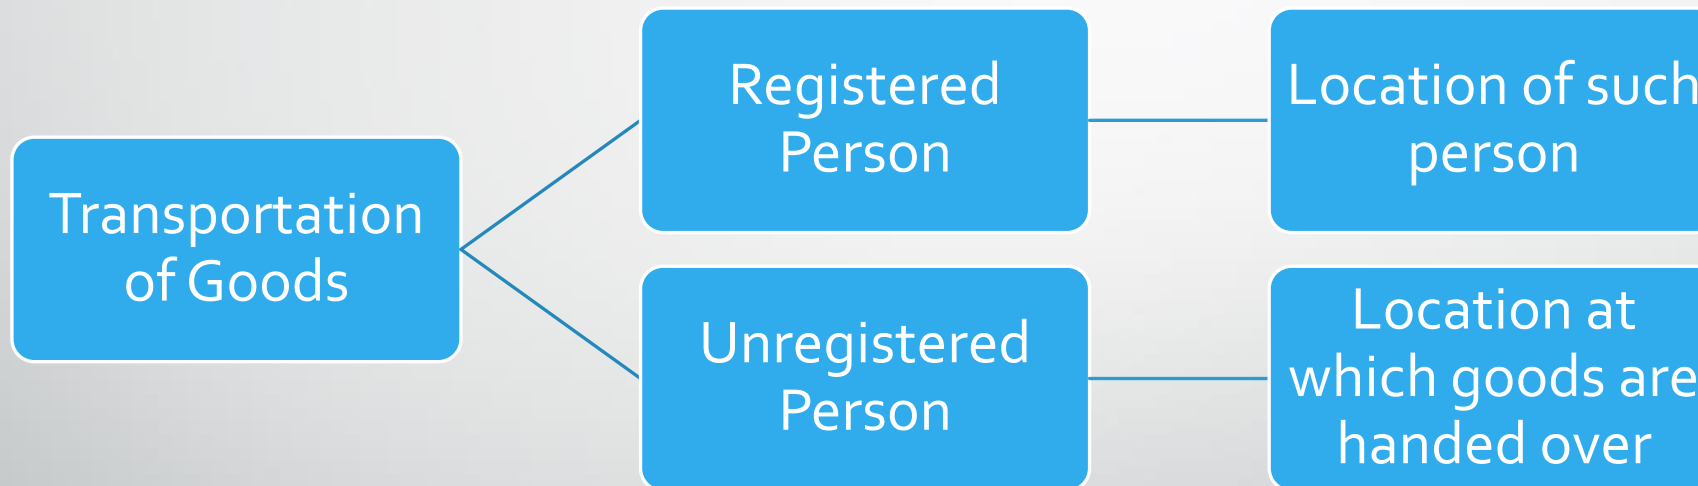 Transportation
of Goods
Registered
Person
Location of such
person
Unregistered
Person
Location at
which goods are
handed over